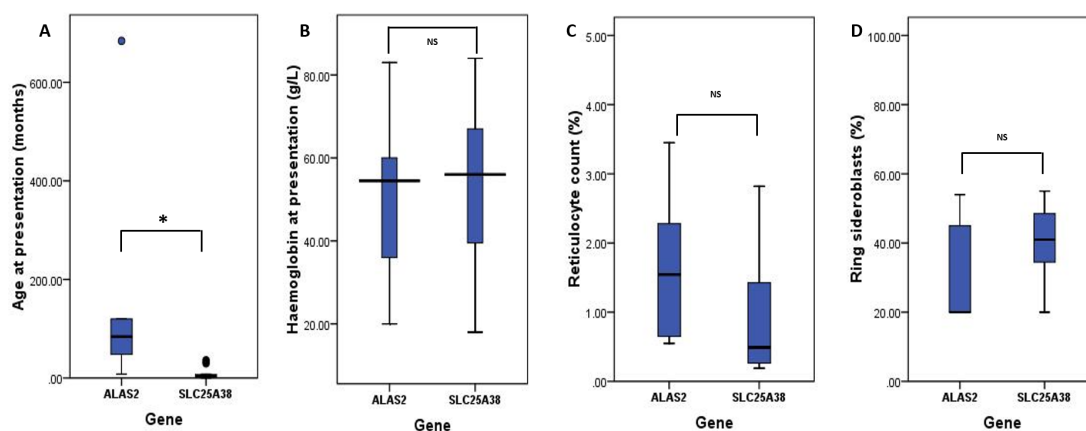 A
Age at presentation (months)
600.00
400.00
200.00
.00
*
ALAS2
SLC25A38
Gene
B
Haemoglobin at presentation (g/L)
80.00
60.00
40.00
20.00
NS
ALAS2
SLC25A38
Gene
C
Reticulocyte count (%)
5.00
4.00
3.00
2.00
1.00
.00
NS
ALAS2
SLC25A38
Gene
D
Ring sideroblasts (%)
100.00
80.00
60.00
40.00
20.00
.00
NS
ALAS2
SLC25A38
Gene